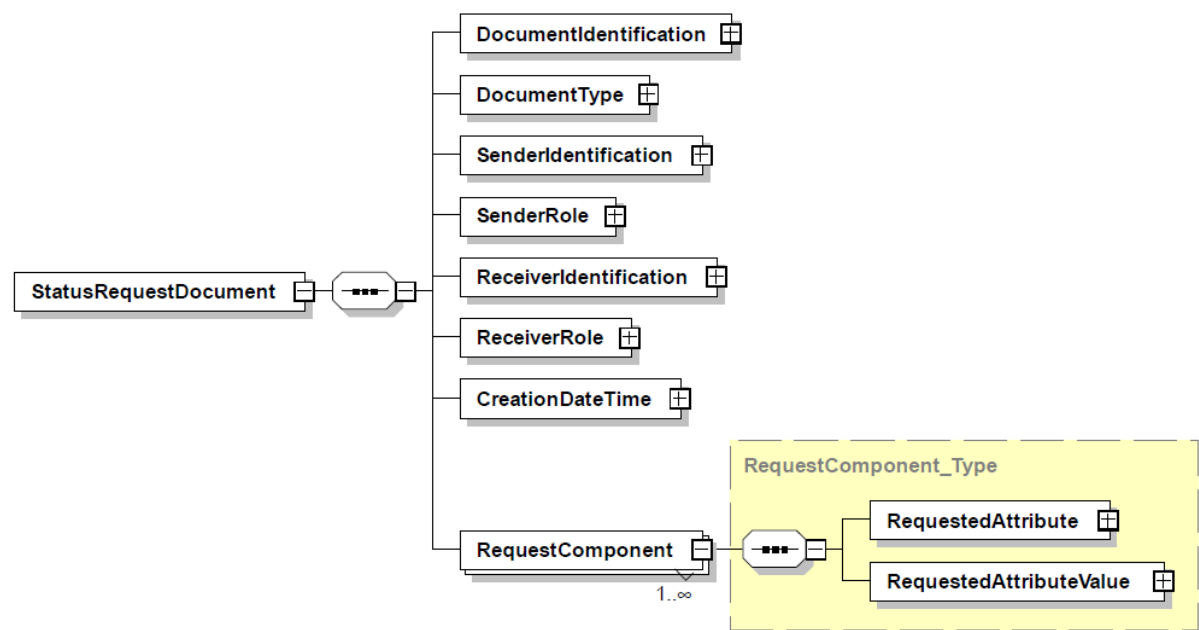 DocumentIdentification
DocumentType
SenderIdentification
SenderRole
StatusRequestDocument
ReceiverIdentification
ReceiverRole
CreationDateTime
RequestComponent_Type
RequestedAttribute
RequestComponent
RequestedAttributeValue
1..∞